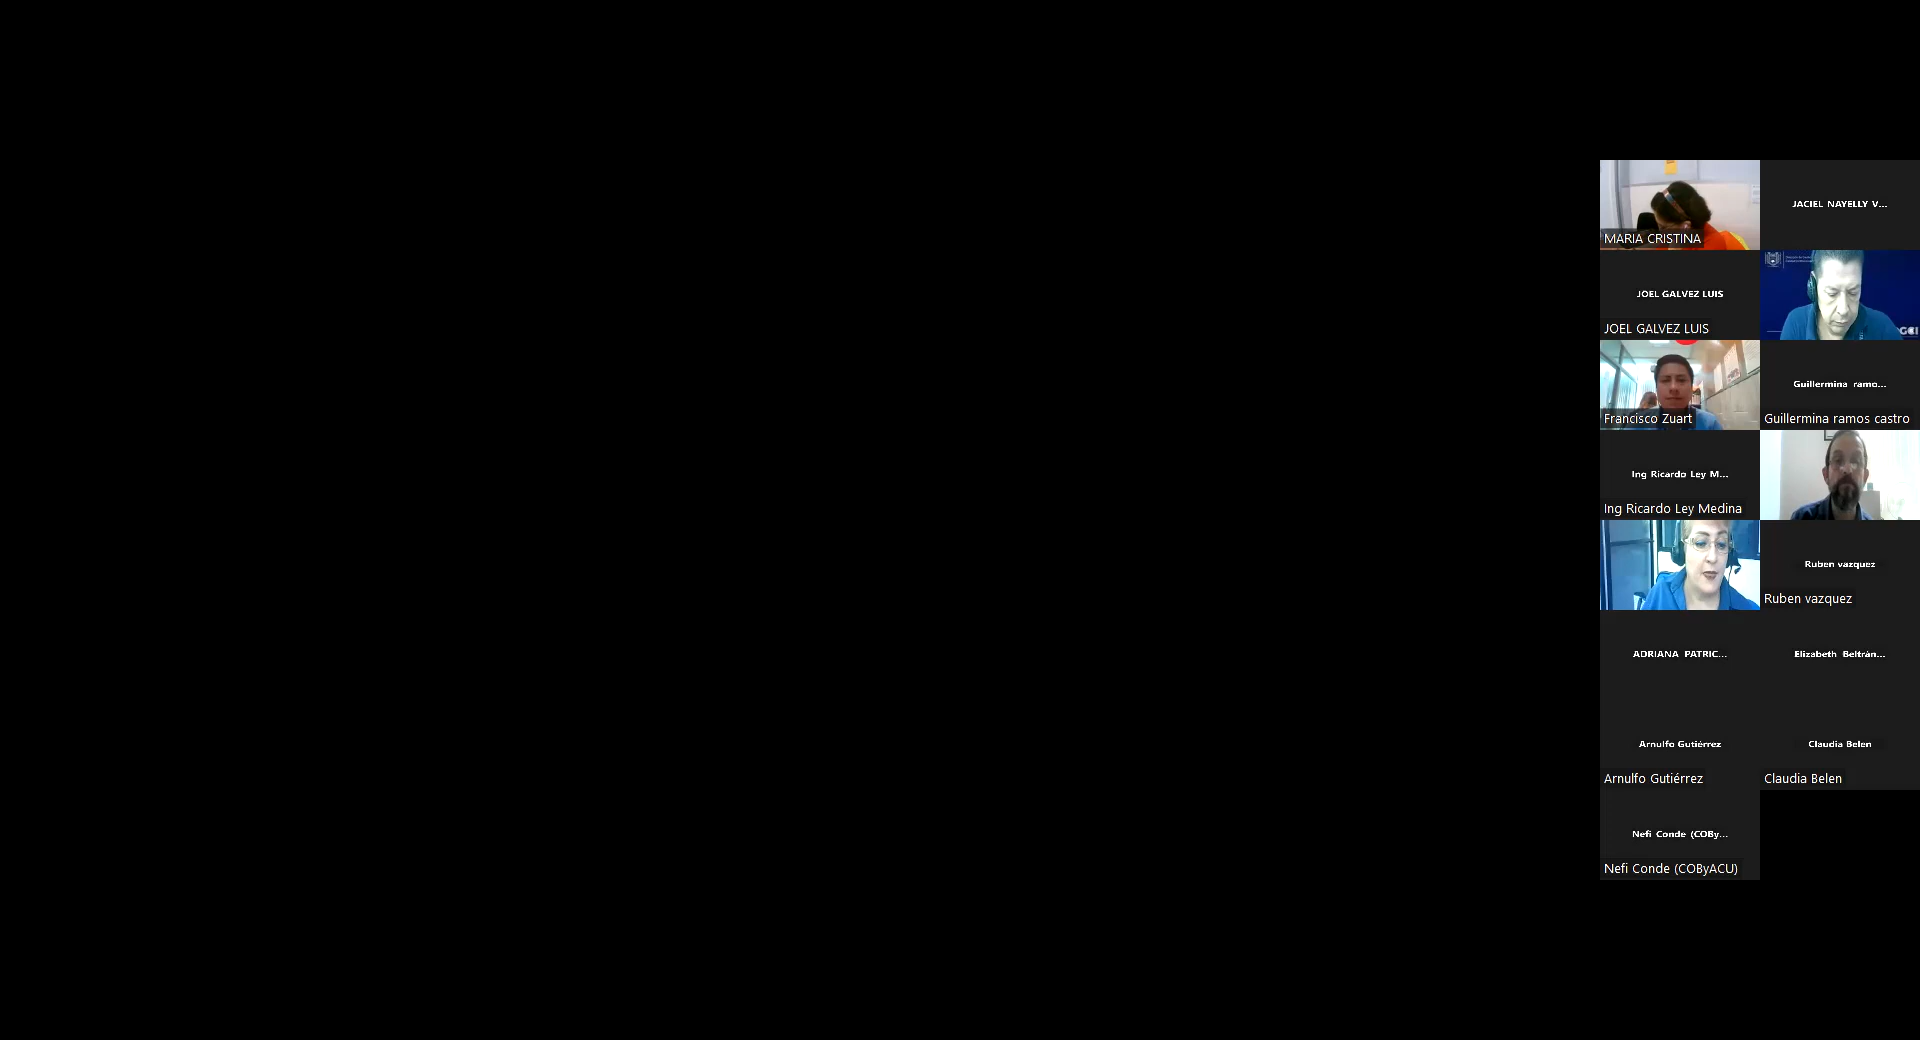 MARIA CRISTINA
JACIEL NAYELLY V...
JOEL GALVEZ LUIS
JOEL GALVEZ LUIS
GCI
Francisco Zuart
Guillermina ramo...
Guillermina ramos castro
Ing Ricardo Ley M...
Ing Ricardo Ley Medina
Ruben vazquez
Ruben vazquez
ADRIANA PATRIC...
Elizabeth Beltrán...
Arnulfo Gutiérrez
Arnulfo Gutiérrez
Claudia Belen
Claudia Belen
Nefi Conde (COBy...
Nefi Conde (COByACU)